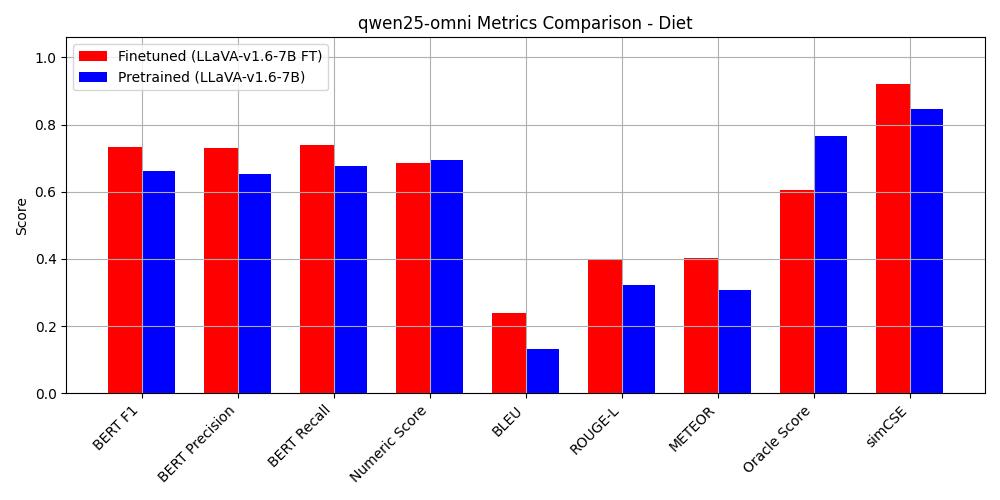 qwen25-omni Metrics Comparison - Diet
Finetuned (LLaVA-v1.6-7B FT)
Pretrained (LLaVA-v1.6-7B)
Score
1.0
0.8
0.6
0.4
0.2
0.0
BERT F1
BERT Precision
BERT Recall
Numeric Score
BLEU
ROUGE-L
METEOR
Oracle Score
simCSE